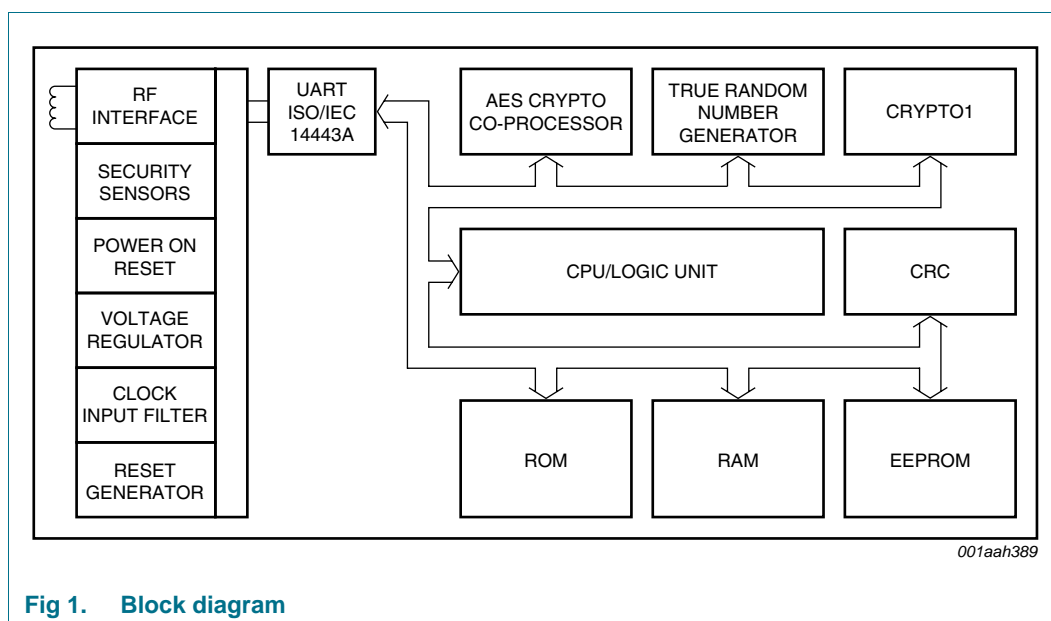 RF
INTERFACE
SECURITY
SENSORS
POWER ON
RESET
VOLTAGE
REGULATOR
CLOCK
INPUT FILTER
RESET
GENERATOR
UART
ISO/IEC
14443A
AES CRYPTO
CO-PROCESSOR
TRUE RANDOM
NUMBER
GENERATOR
CRYPTO1
CPU/LOGIC UNIT
CRC
ROM
RAM
EEPROM
001aah389
Fig 1. Block diagram